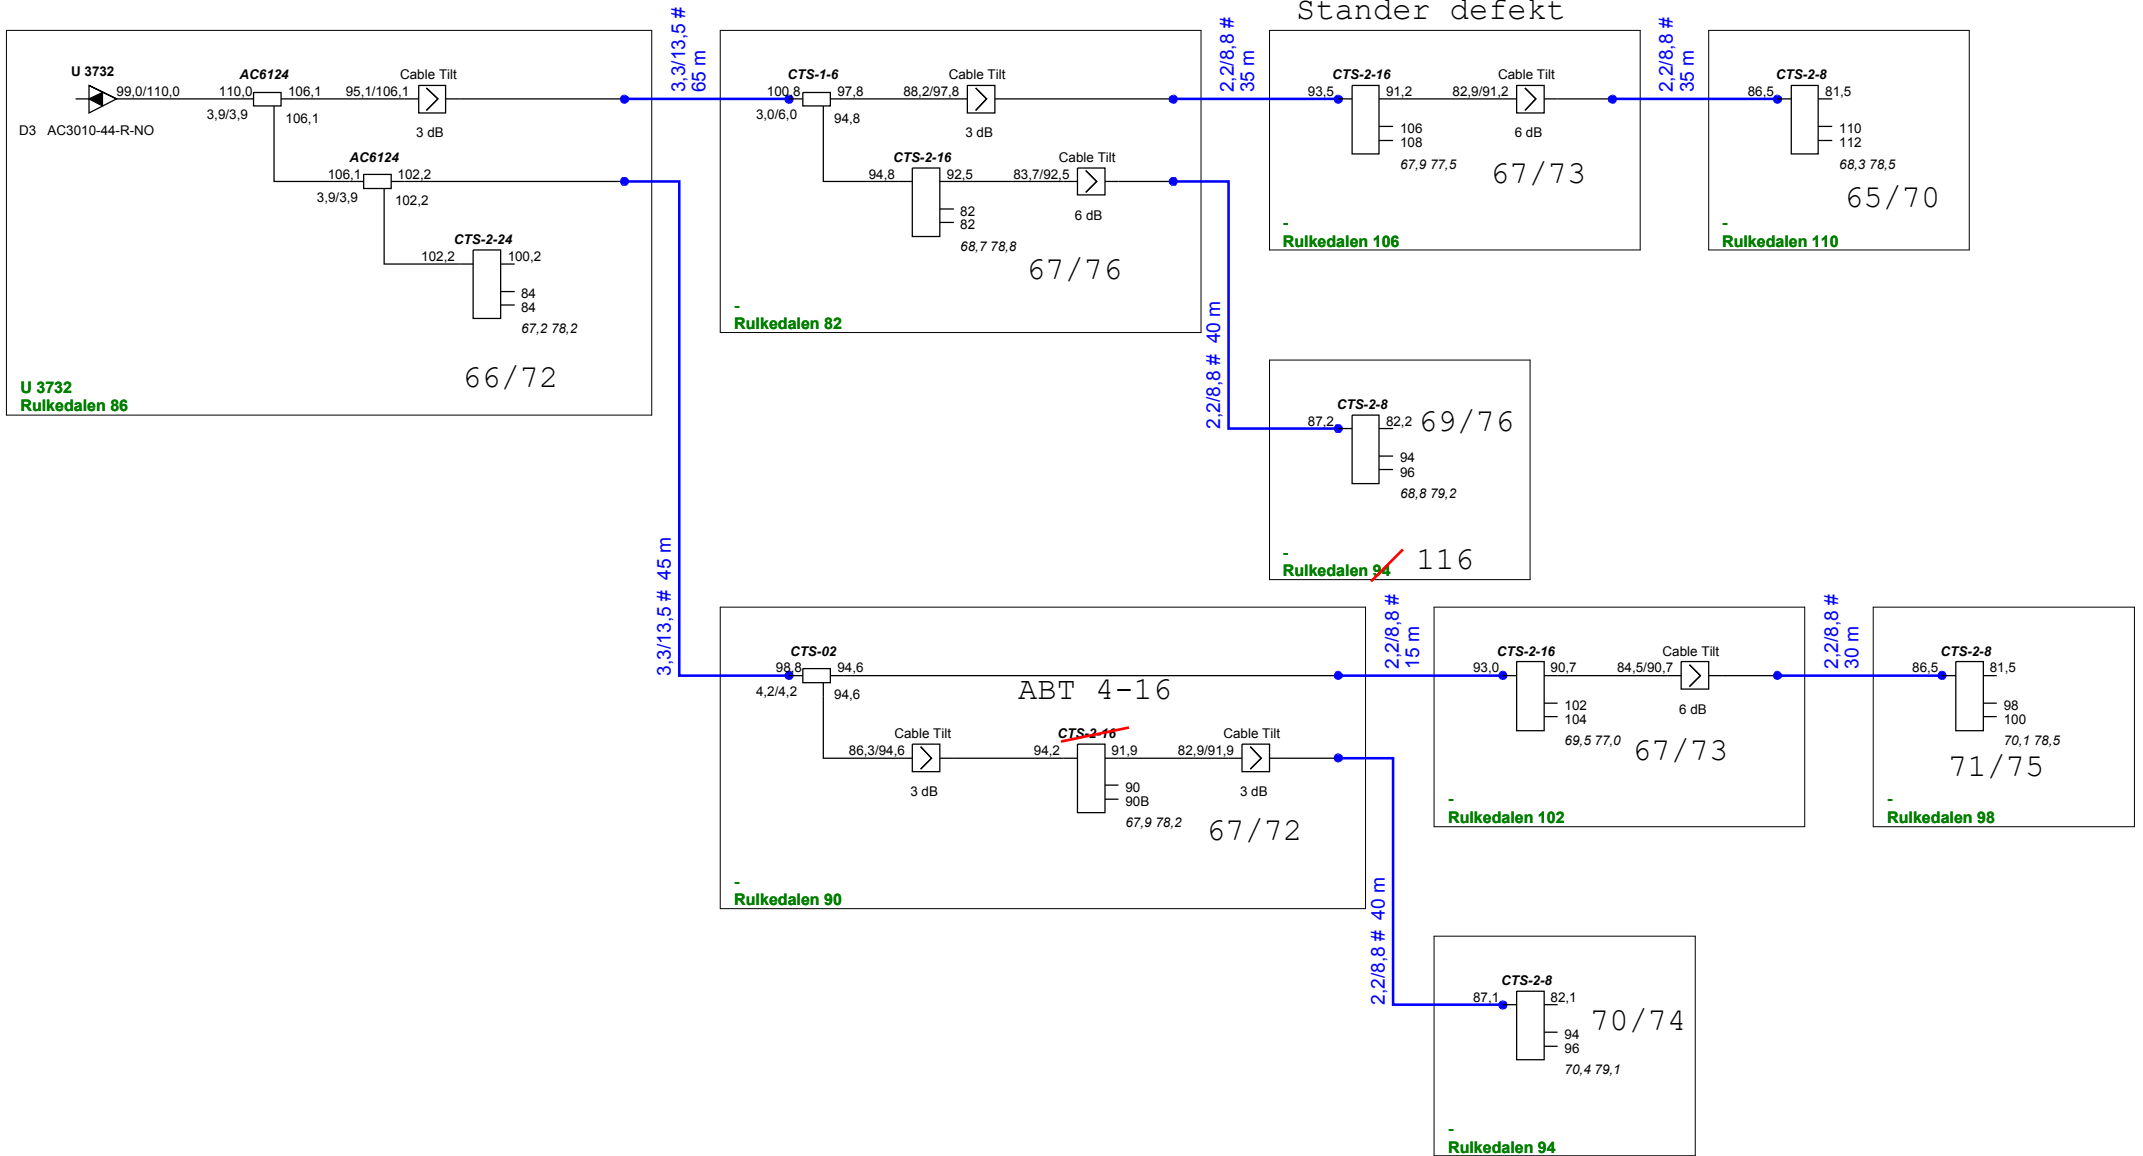 Stander defekt
U 3732
99,0/110,0
D3 AC3010-44-R-NO
AC6124
110,0
106,1
3,9/3,9
106,1
95,1/106,1
Cable Tilt
3 dB
AC6124
106,1
102,2
3,9/3,9
102,2
CTS-2-24
102,2
100,2
84
84
67,2 78,2
66/72
U 3732
Rulkedalen 86
3,3/13,5 #
65 m
CTS-1-6
100,8
97,8
3,0/6,0
94,8
88,2/97,8
Cable Tilt
3 dB
CTS-2-16
94,8
92,5
82
82
68,7 78,8
83,7/92,5
Cable Tilt
6 dB
67/76
-
Rulkedalen 82
2,2/8,8 #
35 m
CTS-2-16
93,5
91,2
106
108
67,9 77,5
82,9/91,2
Cable Tilt
6 dB
67/73
-
Rulkedalen 106
2,2/8,8 #
35 m
CTS-2-8
86,5
81,5
110
112
68,3 78,5
65/70
-
Rulkedalen 110
2,2/8,8 # 40 m
CTS-2-8
87,2
82,2
69/76
94
96
68,8 79,2
-
Rulkedalen 94
116
3,3/13,5 # 45 m
CTS-02
98,8
94,6
4,2/4,2
94,6
ABT 4-16
86,3/94,6
Cable Tilt
3 dB
CTS-2-16
94,2
91,9
90
90B
67,9 78,2
82,9/91,9
Cable Tilt
3 dB
67/72
-
Rulkedalen 90
2,2/8,8 #
15 m
CTS-2-16
93,0
90,7
102
104
69,5 77,0
84,5/90,7
Cable Tilt
6 dB
67/73
-
Rulkedalen 102
2,2/8,8 #
30 m
CTS-2-8
86,5
81,5
98
100
70,1 78,5
71/75
-
Rulkedalen 98
2,2/8,8 # 40 m
CTS-2-8
87,1
82,1
94
96
70,4 79,1
70/74
-
Rulkedalen 94